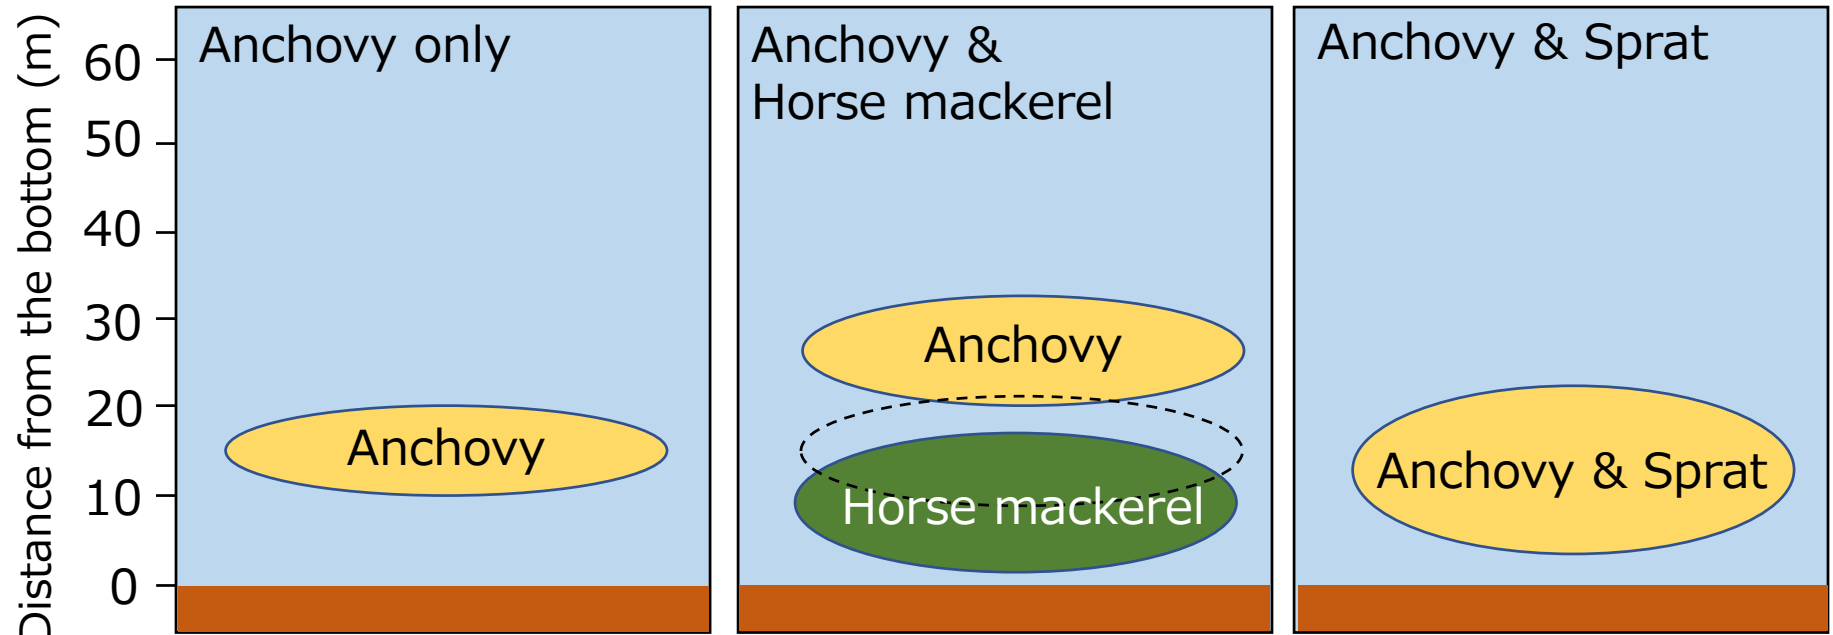 Distance from the bottom (m)
60
50
40
30
20
10
0
Anchovy only
Anchovy
Anchovy &
Horse mackerel
Anchovy
Horse mackerel
Anchovy & Sprat
Anchovy & Sprat